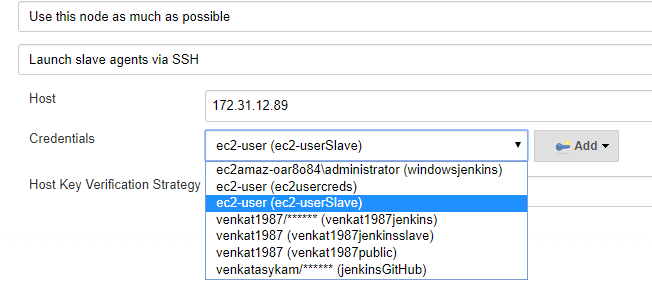 Use this node as much as possible
Launch slave agents via SSH
Host
172.31.12.89
Credentials
ec2-user (ec2-userSlave)
Add
ec2amaz-oar8o84\administrator (windowsjenkins)
ec2-user (ec2usercreds)
Host Key Verification Strategy
ec2-user (ec2-userSlave)
venkat1987/****** (venkat1987jenkins)
venkat1987 (venkat1987jenkinsslave)
venkat1987 (venkat1987public)
venkatasykam/****** (jenkinsGitHub)